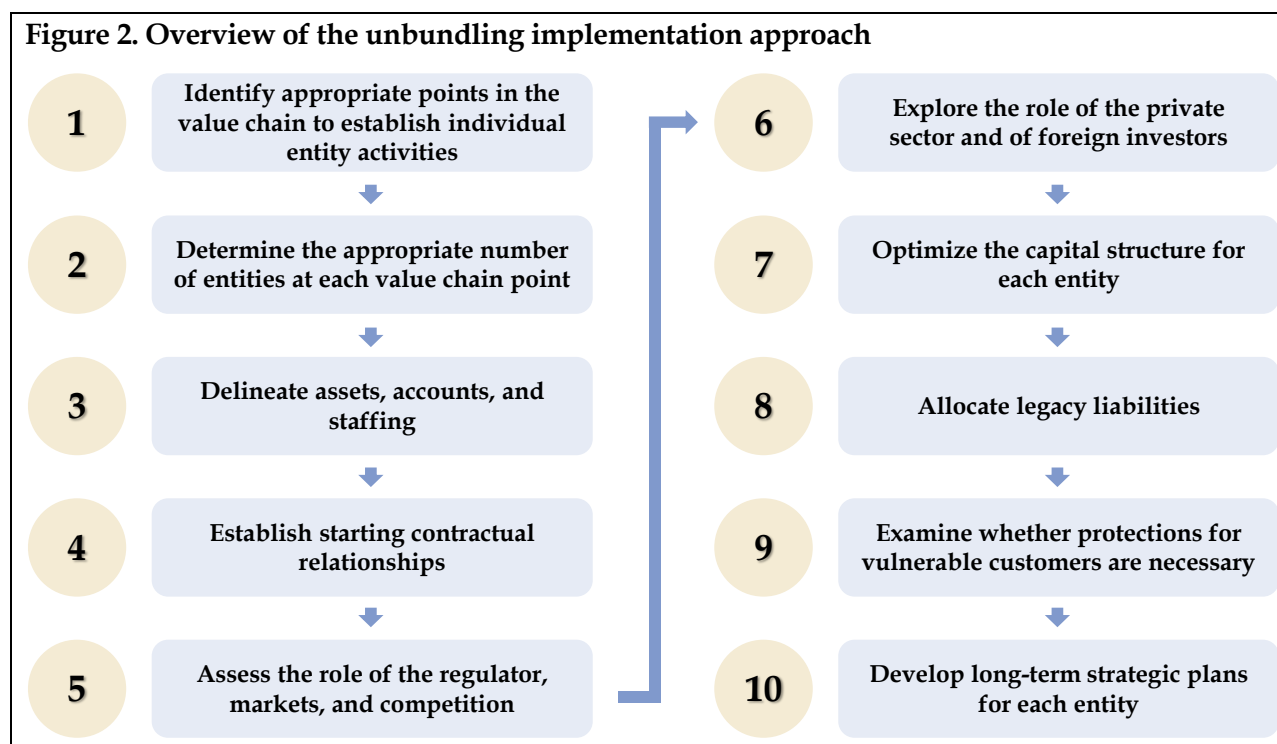 Figure 2. Overview of the unbundling implementation approach
1
Identify appropriate points in the
value chain to establish individual
entity activities
2
Determine the appropriate number
of entities at each value chain point
3
Delineate assets, accounts, and
staffing
4
Establish starting contractual
relationships
5
Assess the role of the regulator,
markets, and competition
6
Explore the role of the private
sector and of foreign investors
7
Optimize the capital structure for
each entity
8
Allocate legacy liabilities
9
Examine whether protections for
vulnerable customers are necessary
10
Develop long-term strategic plans
for each entity